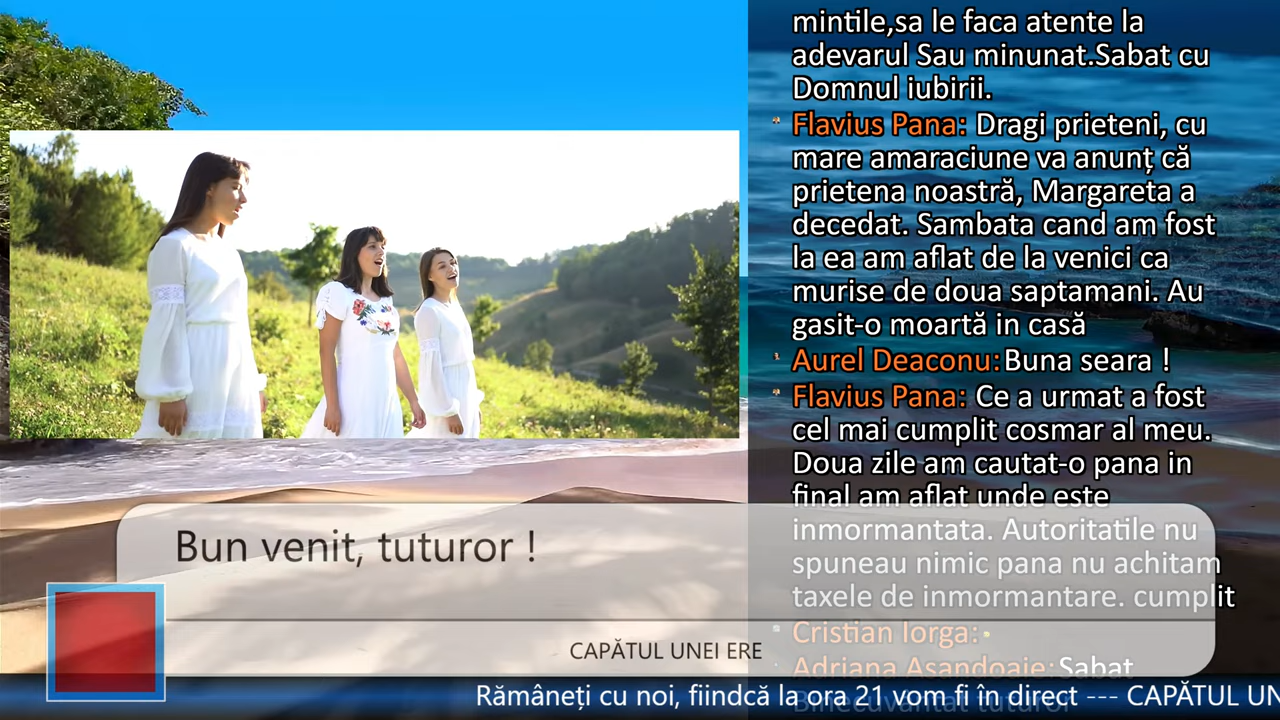 mintile,sa le faca atente la
adevarul Sau minunat.Sabat cu
Domnul iubirii.
Flavius Pana: Dragi prieteni, cu
mare amaraciune va anunț că
prietena noastră, Margareta a
decedat. Sambata cand am fost
la ea am aflat de la venici ca
murise de doua saptamani. Au
gasit-o moartă in casă
Aurel Deaconu: Buna seara !
Flavius Pana: Ce a urmat a fost
cel mai cumplit cosmar al meu.
Doua zile am cautat-o pana in
final am aflat unde este
inmormantata. Autoritatile nu
spuneau nimic pana nu achitam
taxele de inmormantare. cumplit
Cristian Iorga:
Adriana Asandoaie: Sabat
Binecuvantat tuturor
Bun venit, tuturor !
CAPĂTUL UNEI ERE
Rămâneți cu noi, fiindcă la ora 21 vom fi în direct --- CAPĂTUL UN